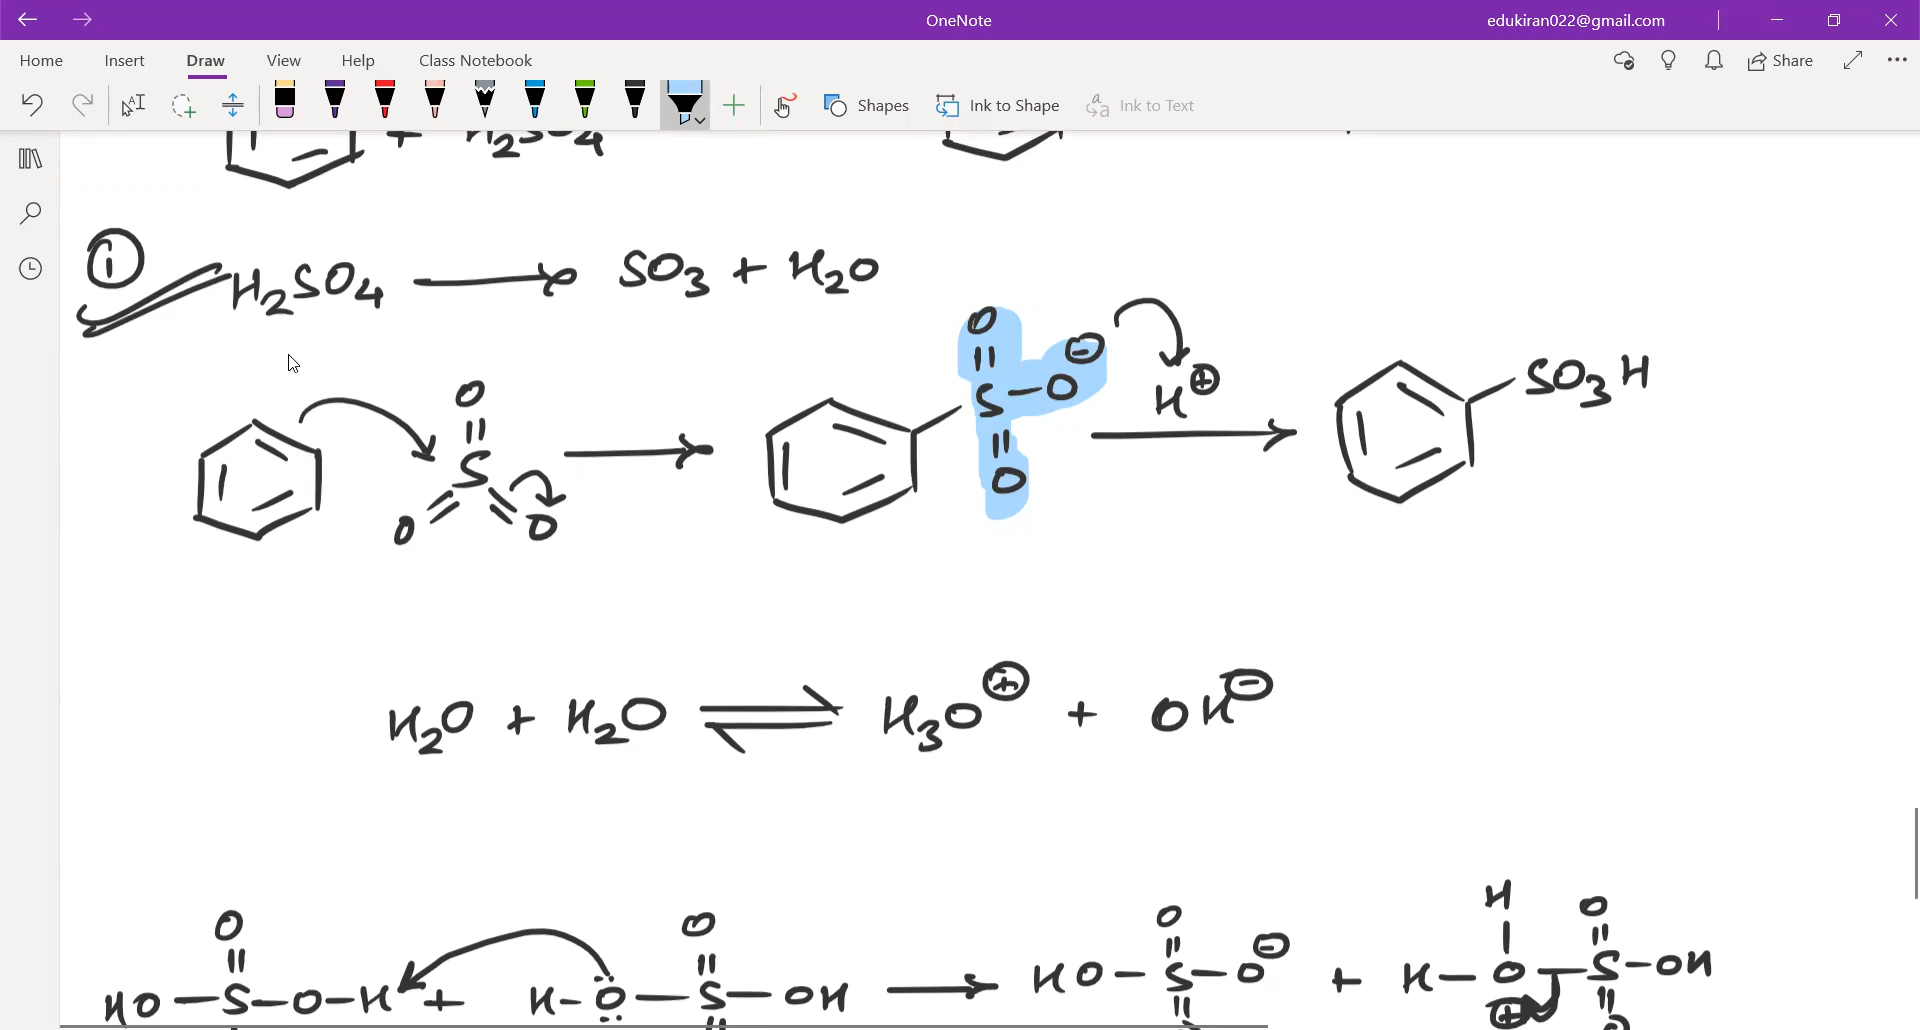 OneNote
edukiran022@gmail.com
Home Insert Draw View Help Class Notebook
Share
Shapes Ink to Shape Ink to Text
+ H2SO4
1 H2SO4 → SO3 + H2O
O
O
=
S
=
O
=
O
→
O
=
S-O⊖
=
O
H⊕
→
SO3H
H2O + H2O ⇌ H3O⊕ + OH⊖
O
=
HO-S-O-H + O
=
H-O-S-OH → O
=
HO-S-O⊖ + H
|
H-O-S-OH
⊕
O
=